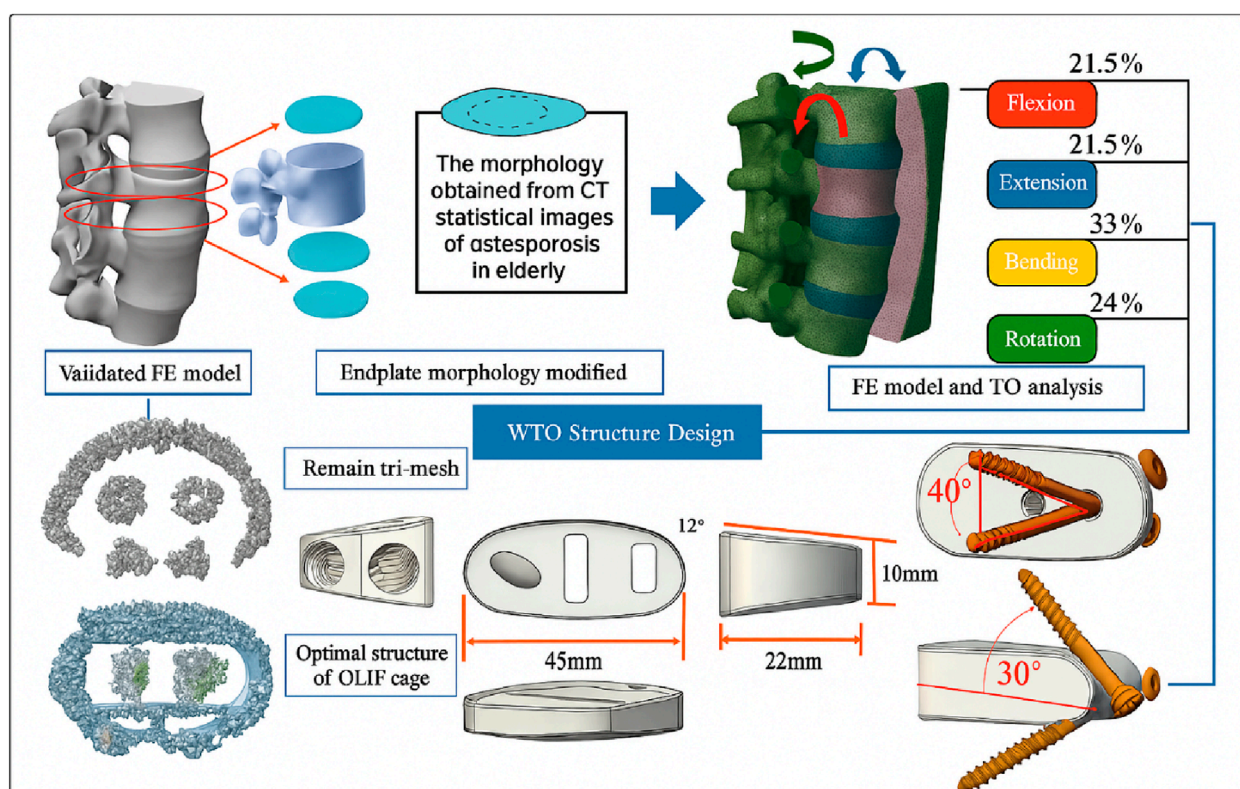 21.5%
Flexion
21.5%
Extension
33%
Bending
24%
Rotation
The morphology
obtained from CT
statistical images
of astesporosis
in elderly
Vaiidated FE model
Endplate morphology modified
FE model and TO analysis
WTO Structure Design
Remain tri-mesh
12°
10mm
40°
Optimal structure
of OLIF cage
45mm
22mm
30°